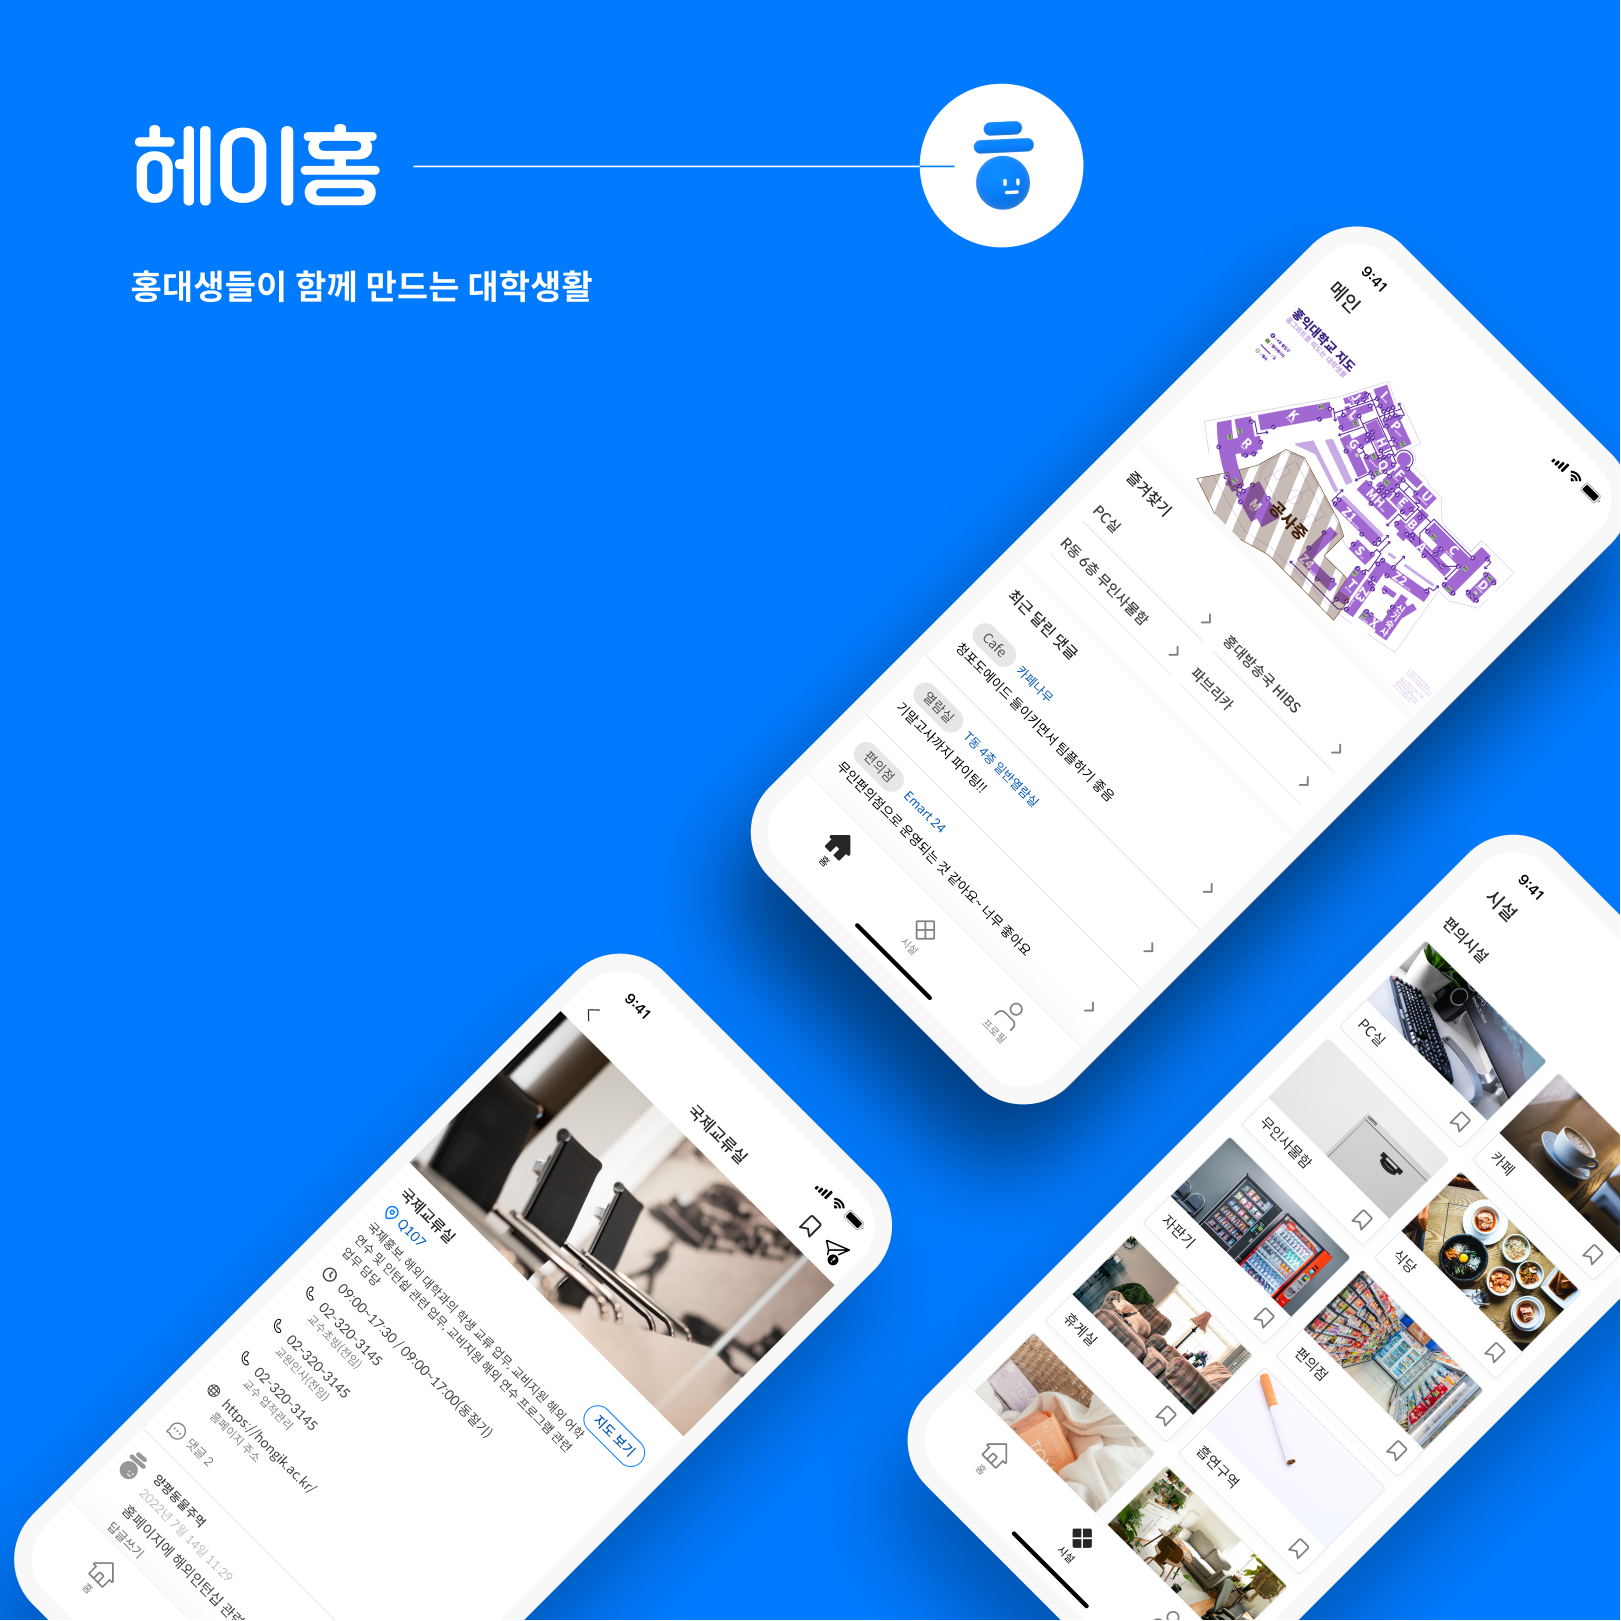 헤이홍
홍대생들이 함께 만드는 대학생활
9:41
메인
홍익대학교 지도
K
R
M
공사중
Z4
I
P
L
G
H
Q
F
U
MH
E
B
A
C
D
Z1
S
Z2
T
Z3
X
기숙사
즐겨찾기
PC실
홍대방송국 HIBS
R동 6층 무인사물함
파브리카
최근 달린 댓글
Cafe 카페나무
청포도에이드 들이키면서 팀플하기 좋음
열람실 T동 4층 일반열람실
기말고사까지 파이팅!!
편의점 Emart 24
무인편의점으로 운영되는 것 같아요~ 너무 좋아요
홈
시설
프로필
9:41
국제교류실
국제교류실
Q107
국제홍보 해외 대학과의 학생 교류 업무, 교비지원 해외 어학
연수 및 인턴쉽 관련 업무, 교비지원 해외 연수 프로그램 관련
업무 담당
지도 보기
09:00~17:30 / 09:00~17:00(동절기)
02-320-3145
교수초빙(전임)
02-320-3145
교원인사(전임)
02-320-3145
교수 업적관리
https://hongik.ac.kr/
홈페이지 주소
댓글 2
양평동물주먹
2022년 7월 14일 11:29
홈페이지에 해외인턴십 관련
답글쓰기
홈
9:41
시설
편의시설
PC실
카페
무인사물함
식당
자판기
편의점
휴게실
흡연구역
홈
시설